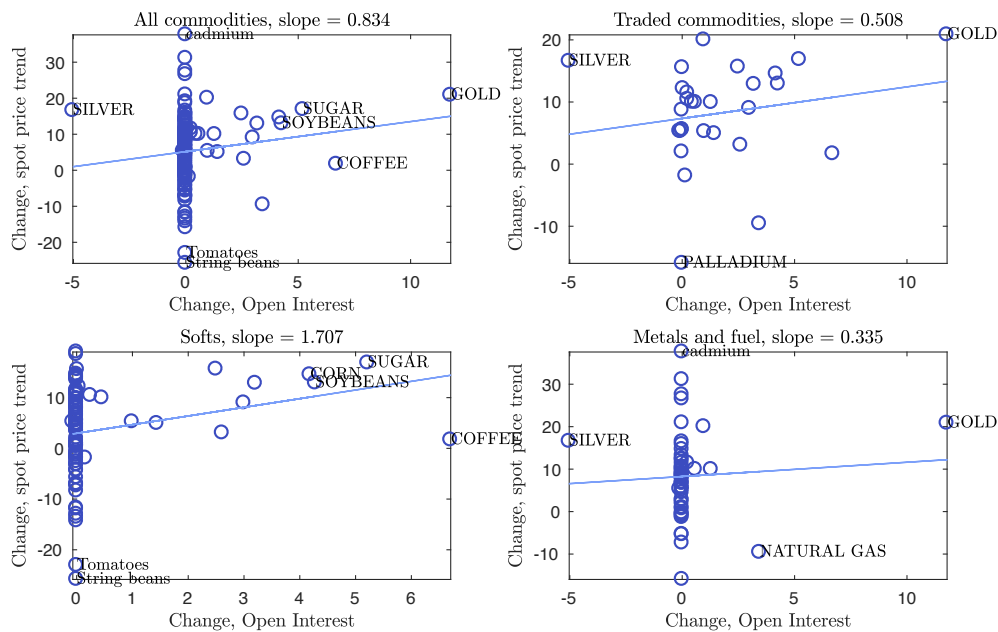 All commodities, slope = 0.834
Change, spot price trend
30
20
10
0
-10
-20
cadmium
SILVER
GOLD
SUGAR
SOYBEANS
COFFEE
Tomatoes
String beans
-5
0
5
10
Change, Open Interest
Traded commodities, slope = 0.508
Change, spot price trend
20
10
0
-10
GOLD
SILVER
PALLADIUM
-5
0
5
10
Change, Open Interest
Softs, slope = 1.707
Change, spot price trend
10
0
-10
-20
SUGAR
CORN
SOYBEANS
COFFEE
Tomatoes
String beans
0
1
2
3
4
5
6
Change, Open Interest
Metals and fuel, slope = 0.335
Change, spot price trend
30
20
10
0
-10
cadmium
GOLD
SILVER
NATURAL GAS
-5
0
5
10
Change, Open Interest